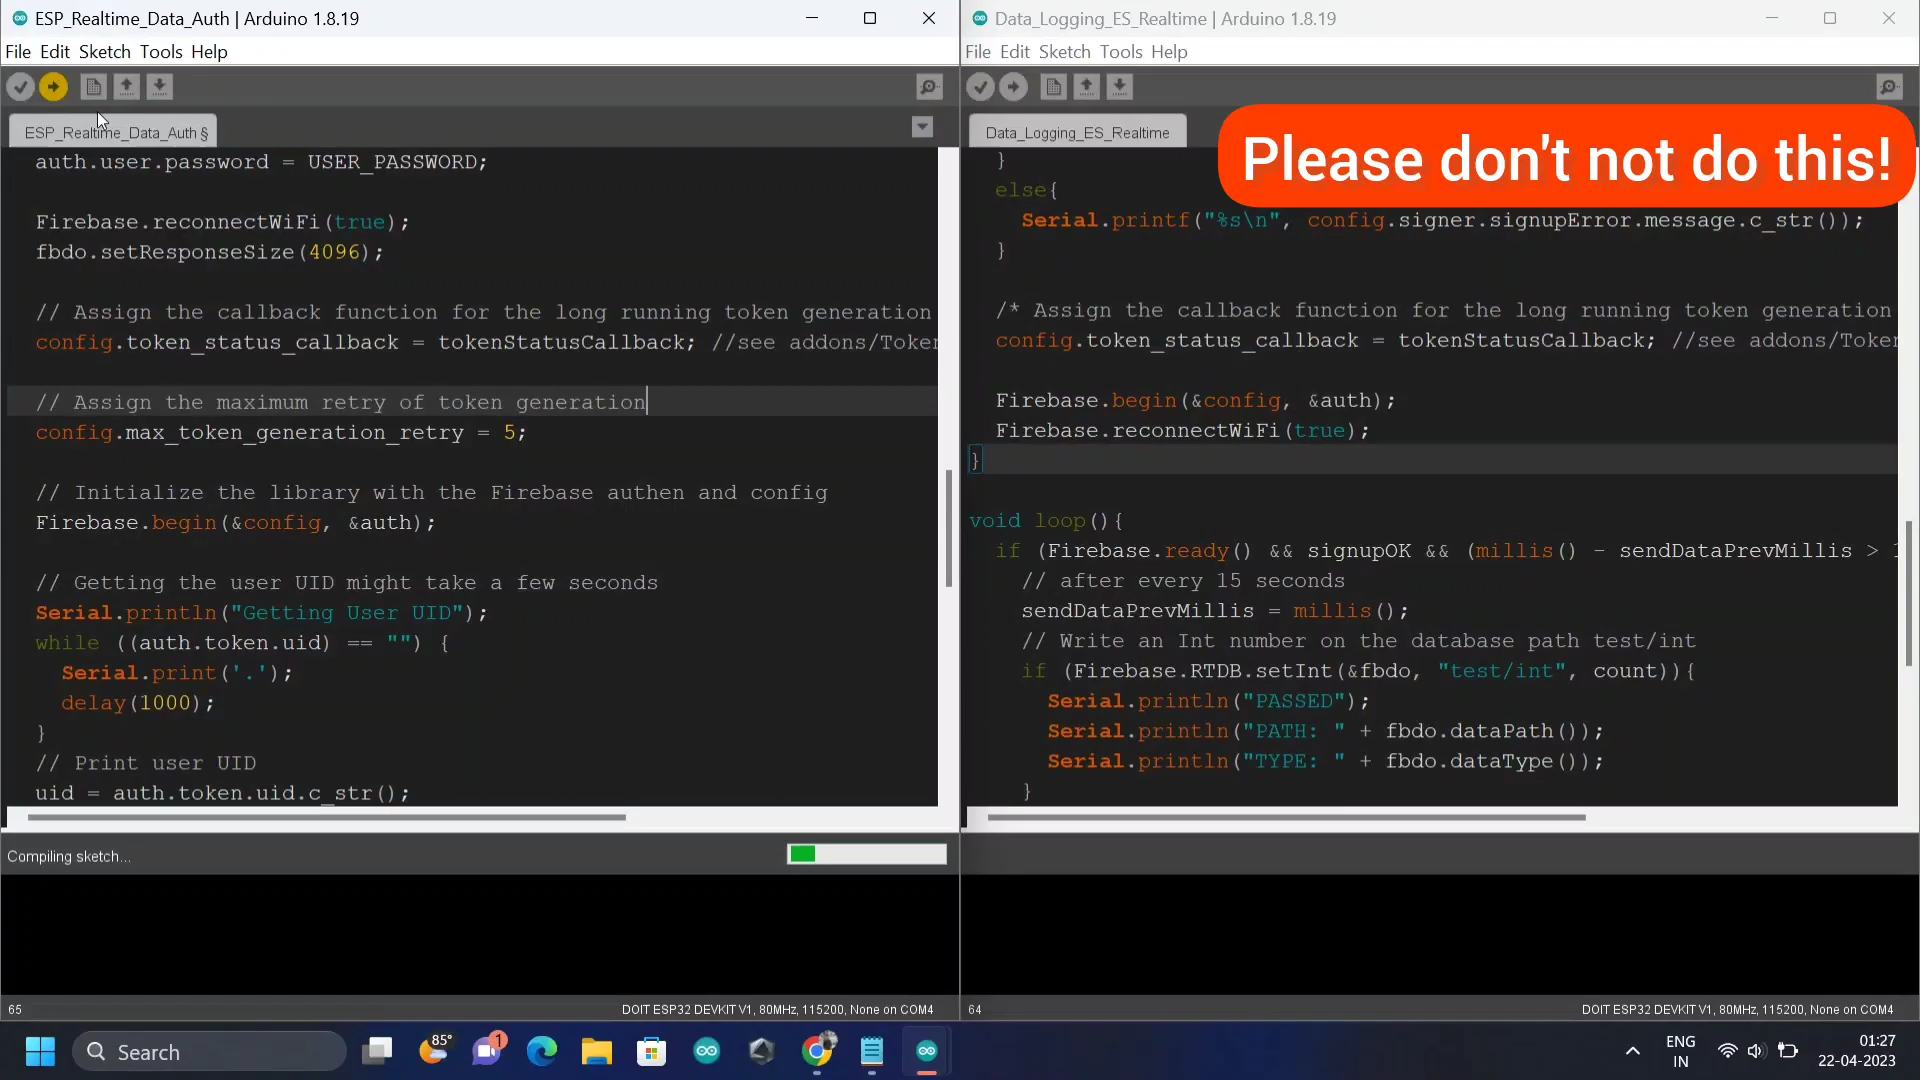 ESP_Realtime_Data_Auth | Arduino 1.8.19
File Edit Sketch Tools Help
ESP_Realtime_Data_Auth §
auth.user.password = USER_PASSWORD;
Firebase.reconnectWiFi(true);
fbdo.setResponseSize(4096);
// Assign the callback function for the long running token generation
config.token_status_callback = tokenStatusCallback; //see addons/Token
// Assign the maximum retry of token generation
config.max_token_generation_retry = 5;
// Initialize the library with the Firebase authen and config
Firebase.begin(&config, &auth);
// Getting the user UID might take a few seconds
Serial.println("Getting User UID");
while ((auth.token.uid) == "") {
Serial.print('.');
delay(1000);
}
// Print user UID
uid = auth.token.uid.c_str();
Compiling sketch...
65
DOIT ESP32 DEVKIT V1, 80MHz, 115200, None on COM4
Data_Logging_ES_Realtime | Arduino 1.8.19
File Edit Sketch Tools Help
Data_Logging_ES_Realtime
Please don't not do this!
}
else{
Serial.printf("%s\n", config.signer.signupError.message.c_str());
}
/* Assign the callback function for the long running token generation
config.token_status_callback = tokenStatusCallback; //see addons/Token
Firebase.begin(&config, &auth);
Firebase.reconnectWiFi(true);
}
void loop(){
if (Firebase.ready() && signupOK && (millis() - sendDataPrevMillis > 1
// after every 15 seconds
sendDataPrevMillis = millis();
// Write an Int number on the database path test/int
if (Firebase.RTDB.setInt(&fbdo, "test/int", count)){
Serial.println("PASSED");
Serial.println("PATH: " + fbdo.dataPath());
Serial.println("TYPE: " + fbdo.dataType());
}
64
DOIT ESP32 DEVKIT V1, 80MHz, 115200, None on COM4
Search
85°
1
ENG
IN
01:27
22-04-2023